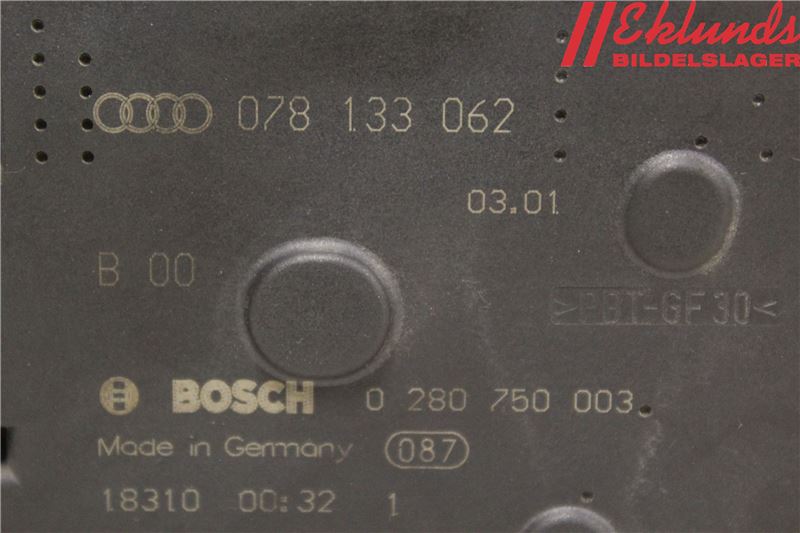 Eklunds
BILDELSLAGER
078 133 062
03.01
B 00
>PBT-GF30<
BOSCH 0 280 750 003
Made in Germany 087
18310 00:32 1